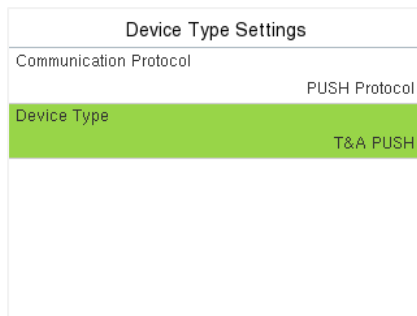 Device Type Settings
Communication Protocol
PUSH Protocol
Device Type
T&A PUSH